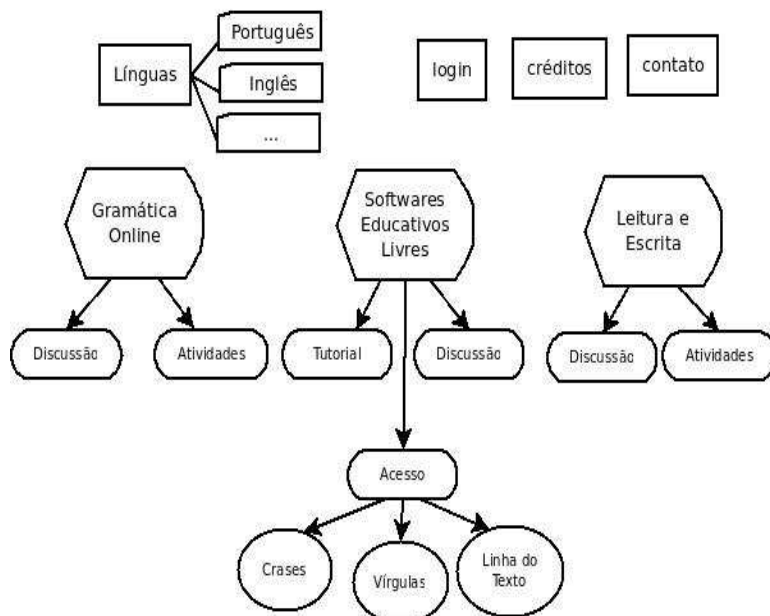 Português
Línguas
Inglês
...
login
créditos
contato
Gramática
Online
Softwares
Educativos
Livres
Leitura e
Escrita
Discussão
Atividades
Tutorial
Discussão
Discussão
Atividades
Acesso
Crases
Vírgulas
Linha do
Texto